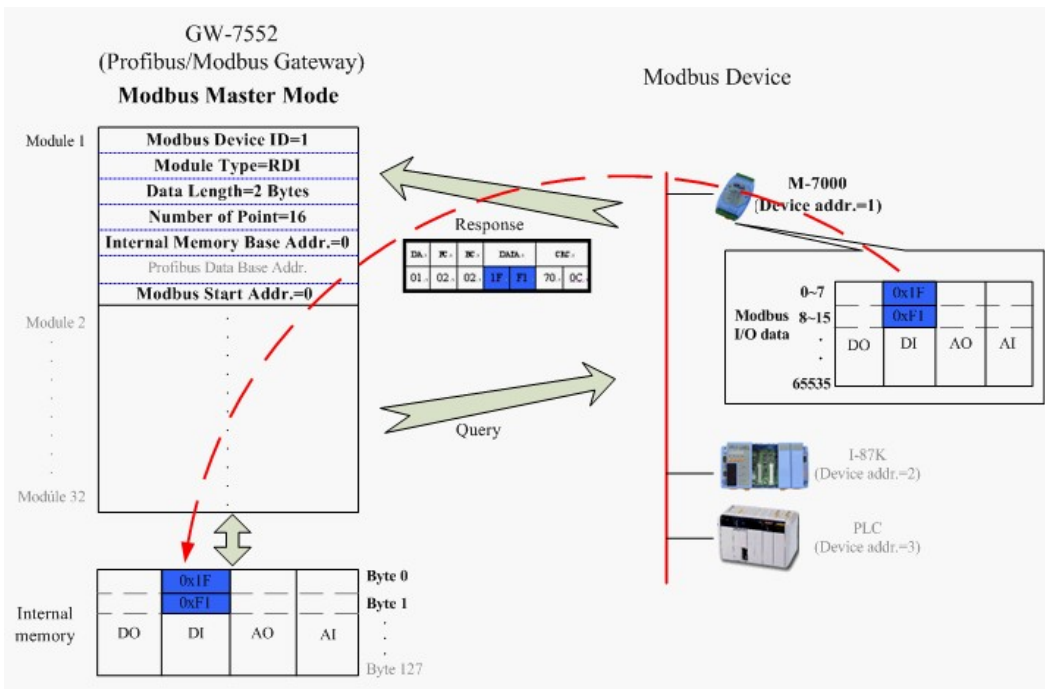 GW-7552
(Profibus/Modbus Gateway)
Modbus Master Mode
Modbus Device
Module 1
Modbus Device ID=1
Module Type=RDI
Data Length=2 Bytes
Number of Point=16
Internal Memory Base Addr.=0
Profibus Data Base Addr.
Modbus Start Addr.=0
Module 2
Module 32
Response
DA FC BC DATA CRC
01 02 02 1F F1 70 0C
Query
M-7000
(Device addr.=1)
0~7 0x1F
Modbus 8~15 0xF1
I/O data
DO DI AO AI
65535
I-87K
(Device addr.=2)
PLC
(Device addr.=3)
0x1F Byte 0
0xF1 Byte 1
Internal
memory
DO DI AO AI
Byte 127